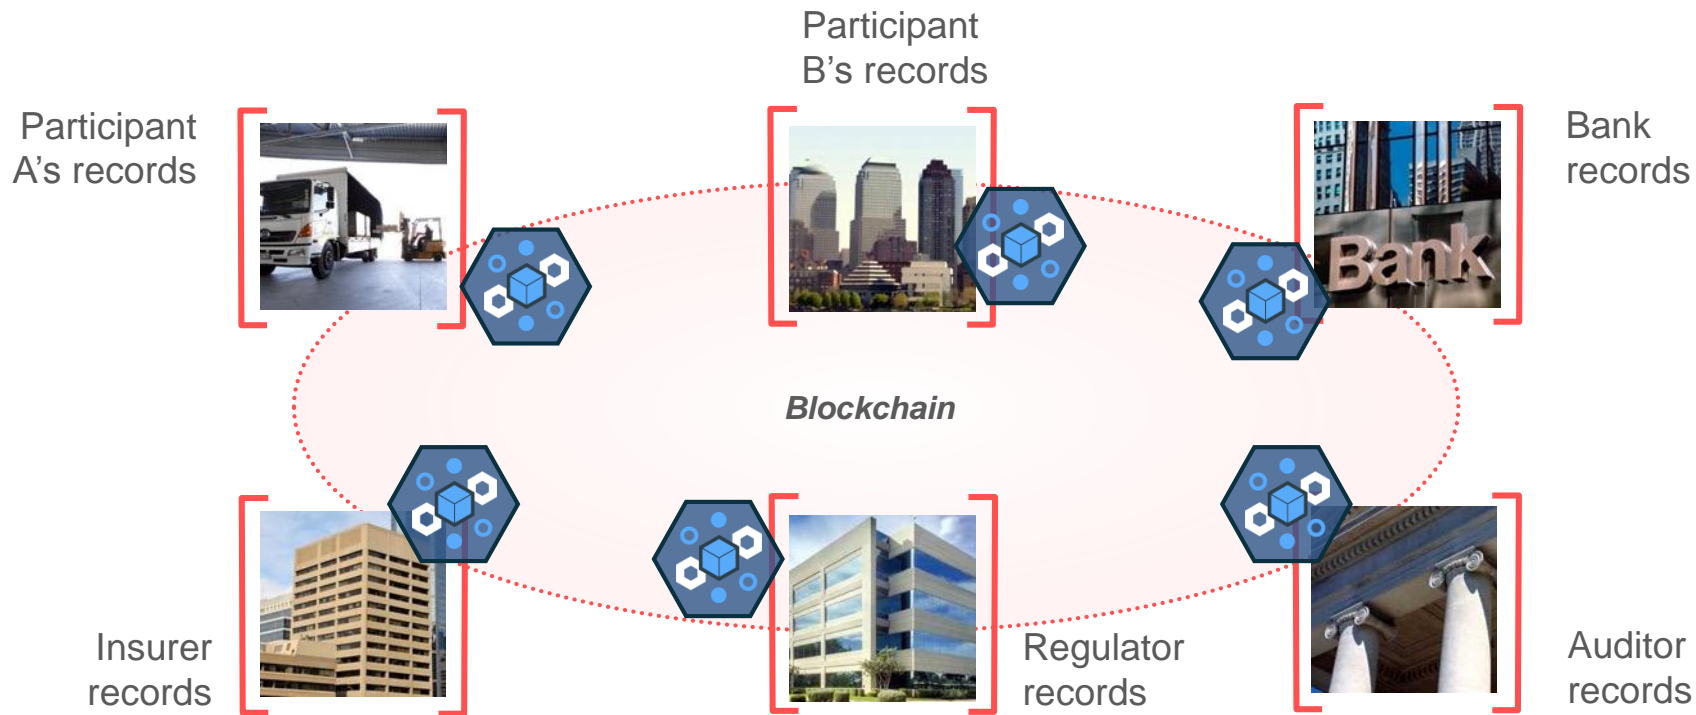 Participant
B’s records
Participant
A’s records
Bank
records
Bank
Blockchain
Insurer
records
Regulator
records
Auditor
records